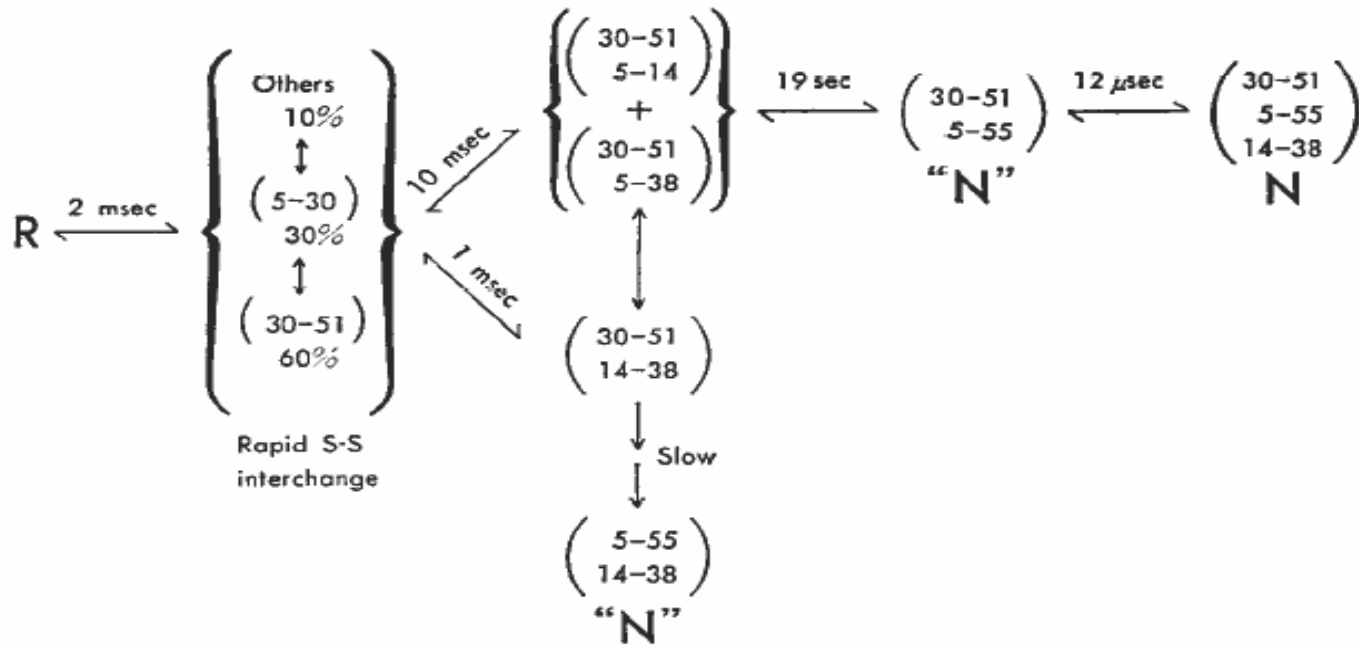 R
2 msec
Others
10%
(5-30)
30%
(30-51)
60%
Rapid S-S
interchange
10 msec
1 msec
(30-51
5-14)
+
(30-51
5-38)
(30-51
14-38)
Slow
(5-55
14-38)
"N"
19 sec
(30-51
5-55)
"N"
12 μsec
(30-51
5-55
14-38)
N